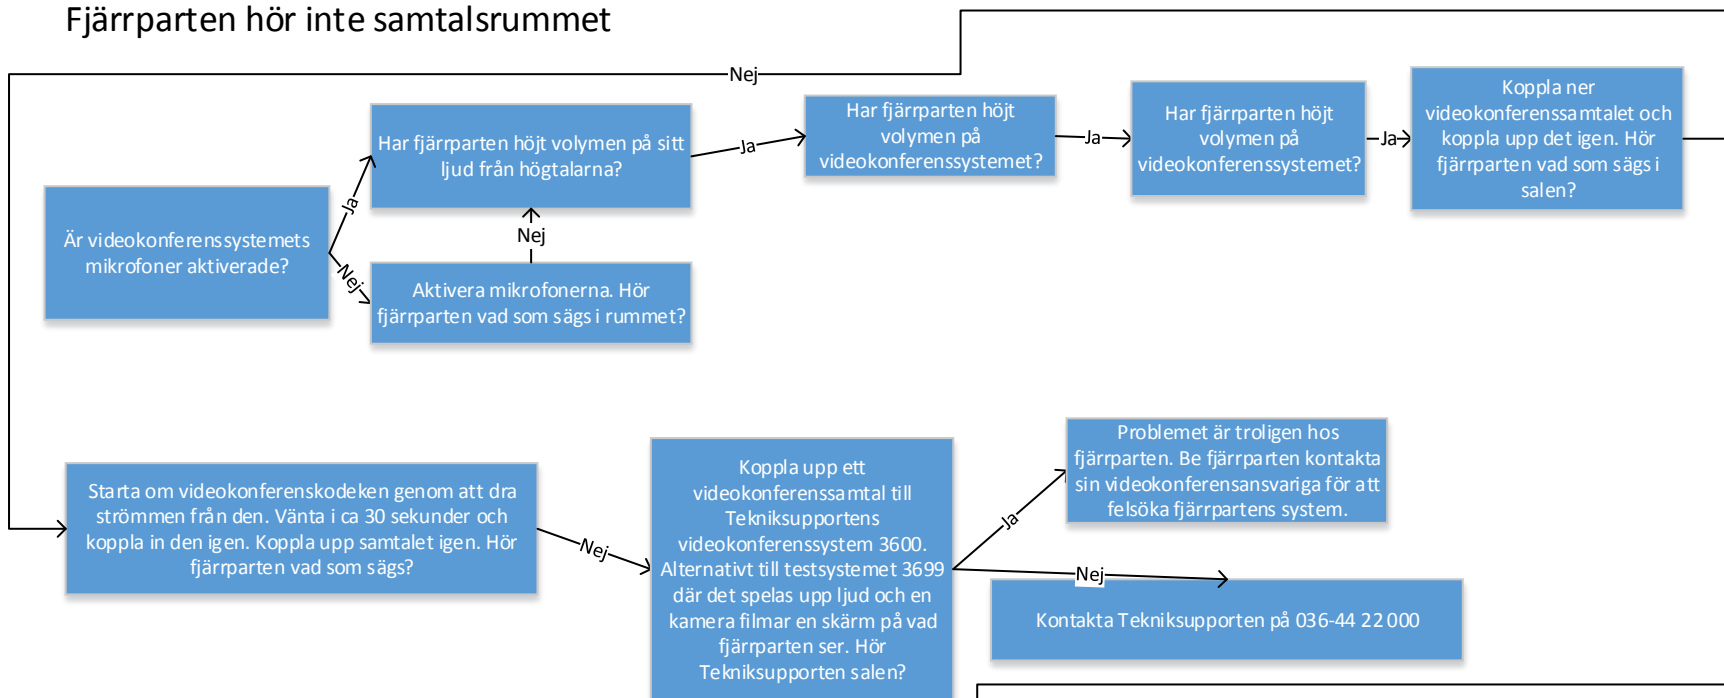 Fjärrparten hör inte samtalsrummet
Nej
Är videokonferenssystemets
mikrofoner aktiverade?
Ja
Nej
Har fjärrparten höjt volymen på sitt
ljud från högtalarna?
Nej
Aktivera mikrofonerna. Hör
fjärrparten vad som sägs i rummet?
Ja
Har fjärrparten höjt
volymen på
videokonferenssystemet?
Ja
Har fjärrparten höjt
volymen på
videokonferenssystemet?
Ja
Koppla ner
videokonferenssamtalet och
koppla upp det igen. Hör
fjärrparten vad som sägs i
salen?
Starta om videokonferenskodeken genom att dra
strömmen från den. Vänta i ca 30 sekunder och
koppla in den igen. Koppla upp samtalet igen. Hör
fjärrparten vad som sägs?
Nej
Koppla upp ett
videokonferenssamtal till
Tekniksupportens
videokonferenssystem 3600.
Alternativt till testsystemet 3699
där det spelas upp ljud och en
kamera filmar en skärm på vad
fjärrparten ser. Hör
Tekniksupporten salen?
Ja
Problemet är troligen hos
fjärrparten. Be fjärrparten kontakta
sin videokonferensansvariga för att
felsöka fjärrpartens system.
Nej
Kontakta Tekniksupporten på 036-44 22 000